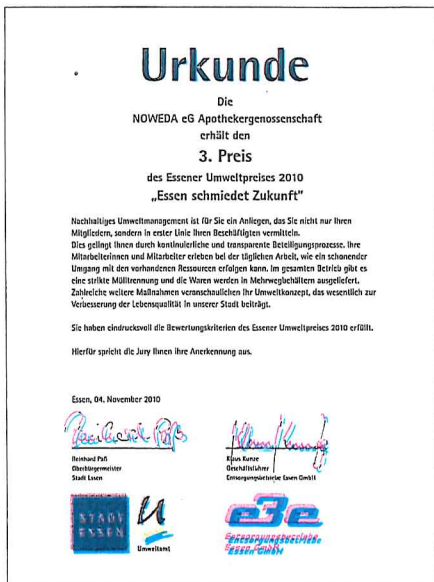 Urkunde
Die
NOWEDA eG Apothekergenossenschaft
erhält den
3. Preis
des Essener Umweltpreises 2010
„Essen schmiedet Zukunft"
Nachhaltiges Umweltmanagement ist für Sie ein Anliegen, das Sie nicht nur Ihren
Mitgliedern, sondern in erster Linie Ihren Beschäftigten vermitteln.
Dies gelingt Ihnen durch kontinuierliche und transparente Beteiligungsprozesse. Ihre
Mitarbeiterinnen und Mitarbeiter erleben bei der täglichen Arbeit, wie ein schonender
Umgang mit den vorhandenen Ressourcen erfolgen kann. Im gesamten Betrieb gibt es
eine strikte Mülltrennung und die Waren werden in Mehrwegbehältern ausgeliefert.
Zahlreiche weitere Maßnahmen veranschaulichen Ihr Umweltkonzept, das wesentlich zur
Verbesserung der Lebensqualität in unserer Stadt beiträgt.
Sie haben eindrucksvoll die Bewertungskriterien des Essener Umweltpreises 2010 erfüllt.
Hierfür spricht die Jury Ihnen ihre Anerkennung aus.
Essen, 04. November 2010
Reinhard Paß
Oberbürgermeister
Stadt Essen
Klaus Kunze
Geschäftsführer
Entsorgungsbetriebe Essen GmbH
STADT
ESSEN
Umweltamt
e3e
Entsorgungsbetriebe
Essen GmbH